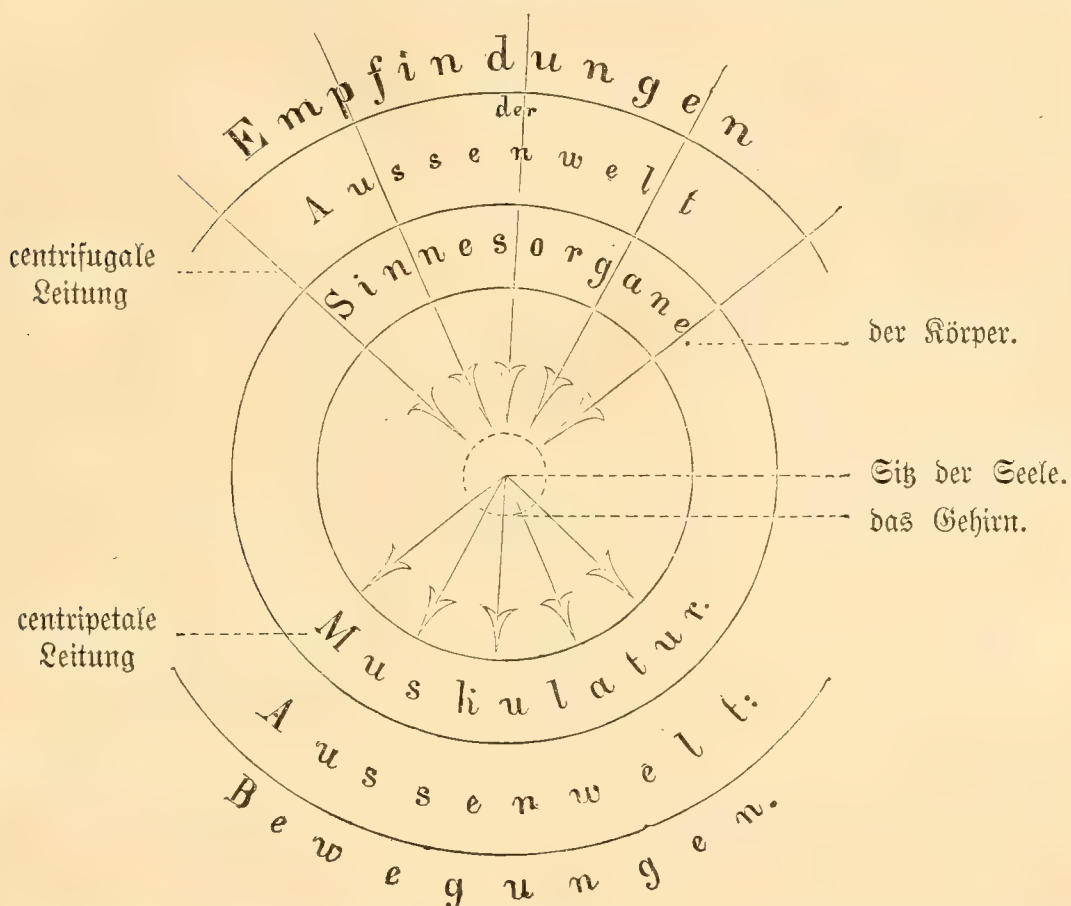 Empfindungen
der
Aussenwelt
Sinnesorgane
centrifugale
Leitung
der Körper.
Sitz der Seele.
das Gehirn.
centripetale
Leitung
Muskulatur.
Aussenwelt:
Bewegungen.